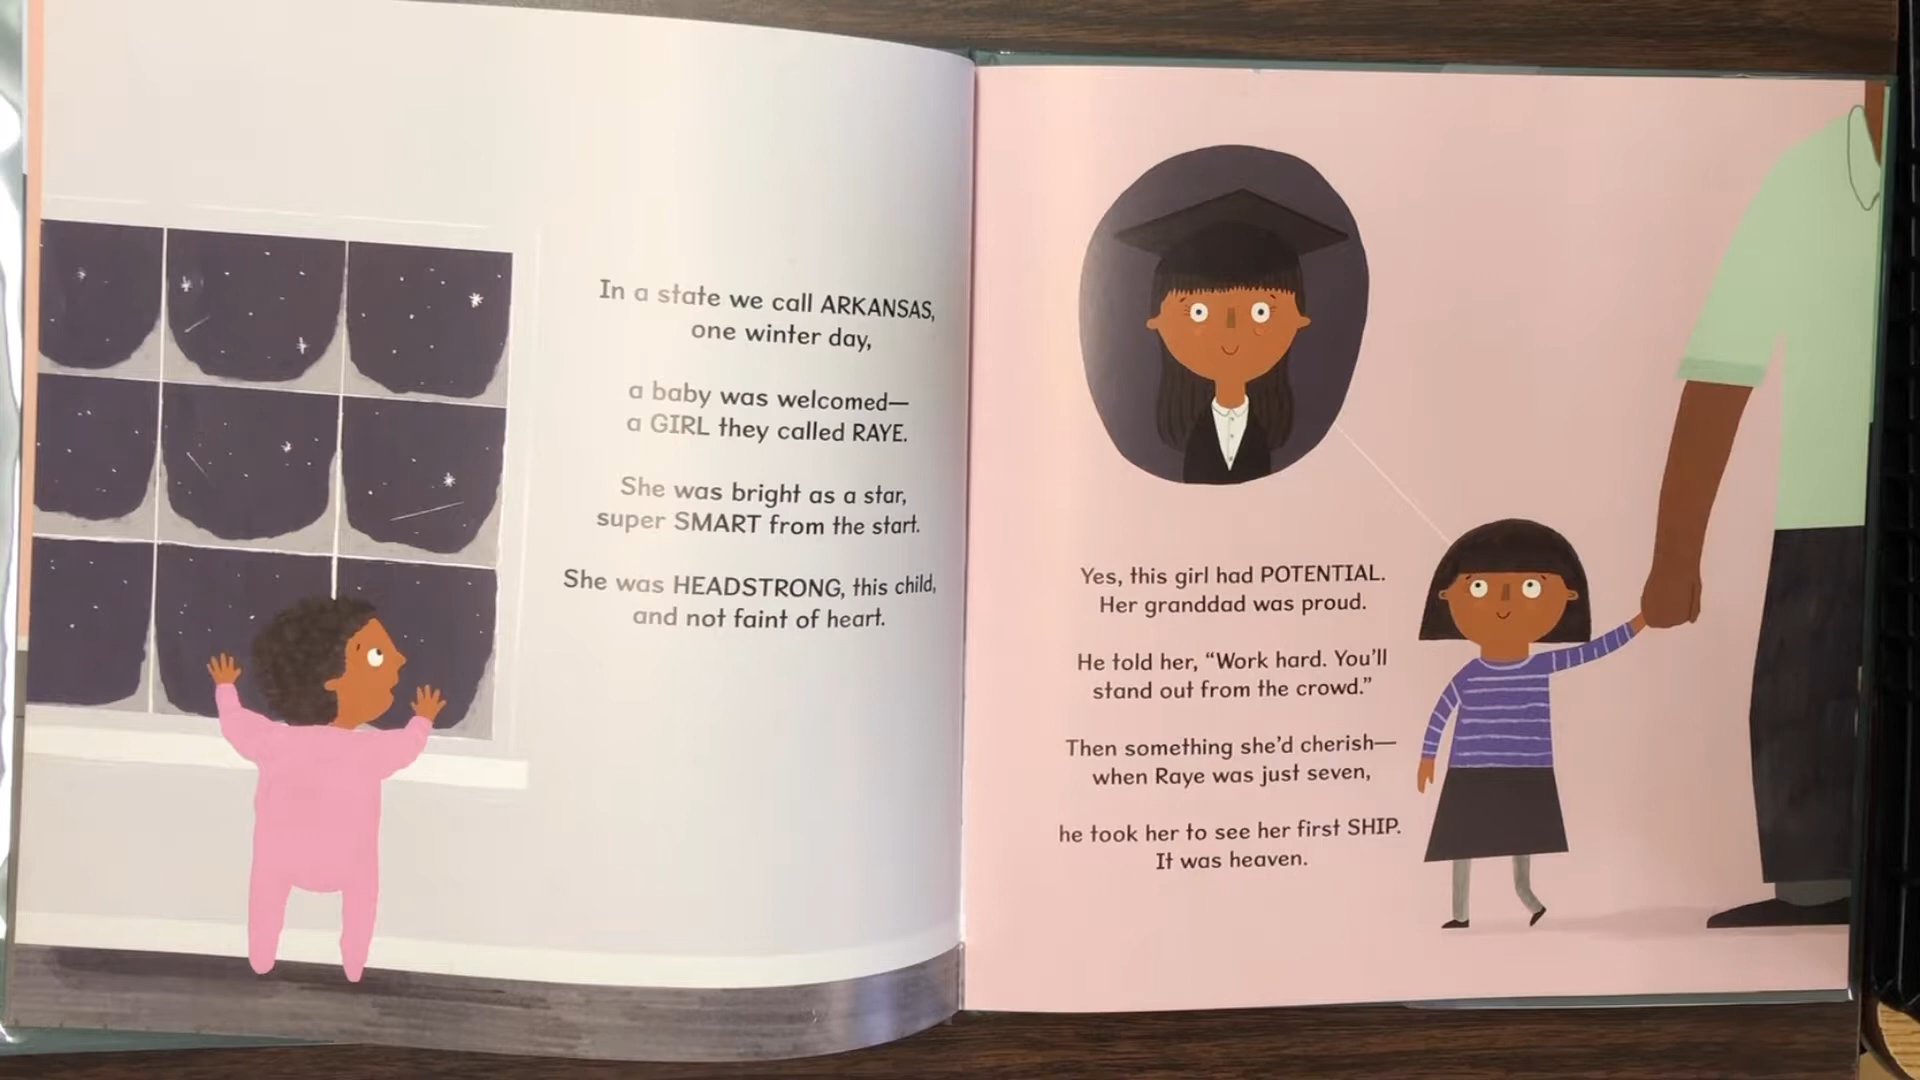 In a state we call ARKANSAS,
one winter day,
a baby was welcomed—
a GIRL they called RAYE.
She was bright as a star,
super SMART from the start.
She was HEADSTRONG, this child,
and not faint of heart.
Yes, this girl had POTENTIAL.
Her granddad was proud.
He told her, “Work hard. You’ll
stand out from the crowd.”
Then something she’d cherish—
when Raye was just seven,
he took her to see her first SHIP.
It was heaven.